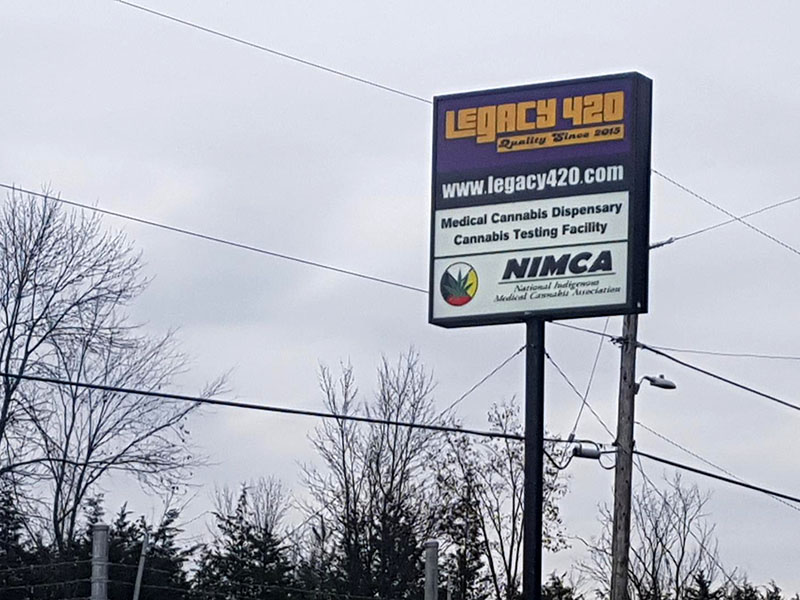 LEGACY 420
Quality Since 2015
www.legacy420.com
Medical Cannabis Dispensary
Cannabis Testing Facility
NIMCA
National Indigenous
Medical Cannabis Association